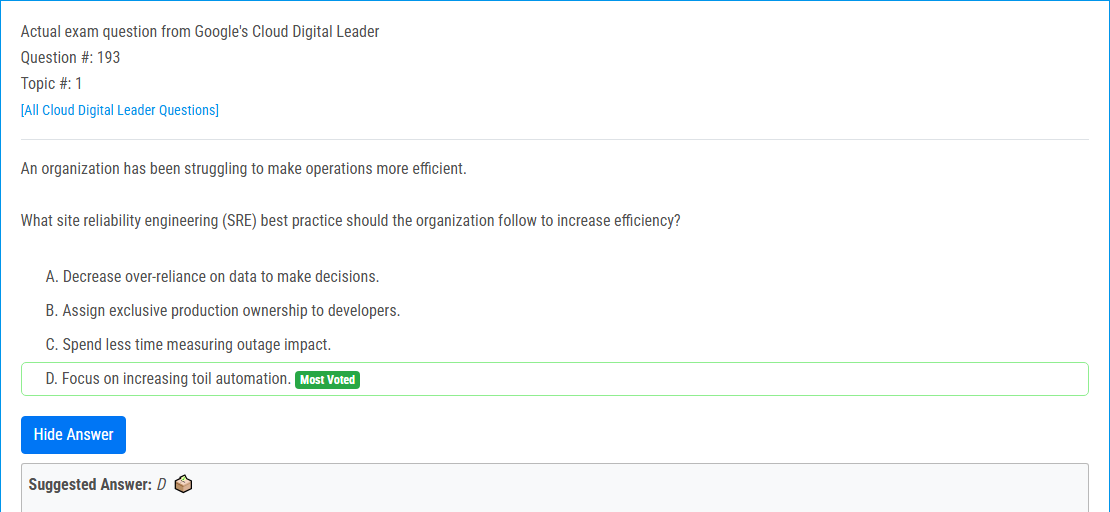 Actual exam question from Google's Cloud Digital Leader
Question #: 193
Topic #: 1
[All Cloud Digital Leader Questions]
An organization has been struggling to make operations more efficient.
What site reliability engineering (SRE) best practice should the organization follow to increase efficiency?
A. Decrease over-reliance on data to make decisions.
B. Assign exclusive production ownership to developers.
C. Spend less time measuring outage impact.
D. Focus on increasing toil automation. Most Voted
Hide Answer
Suggested Answer: D